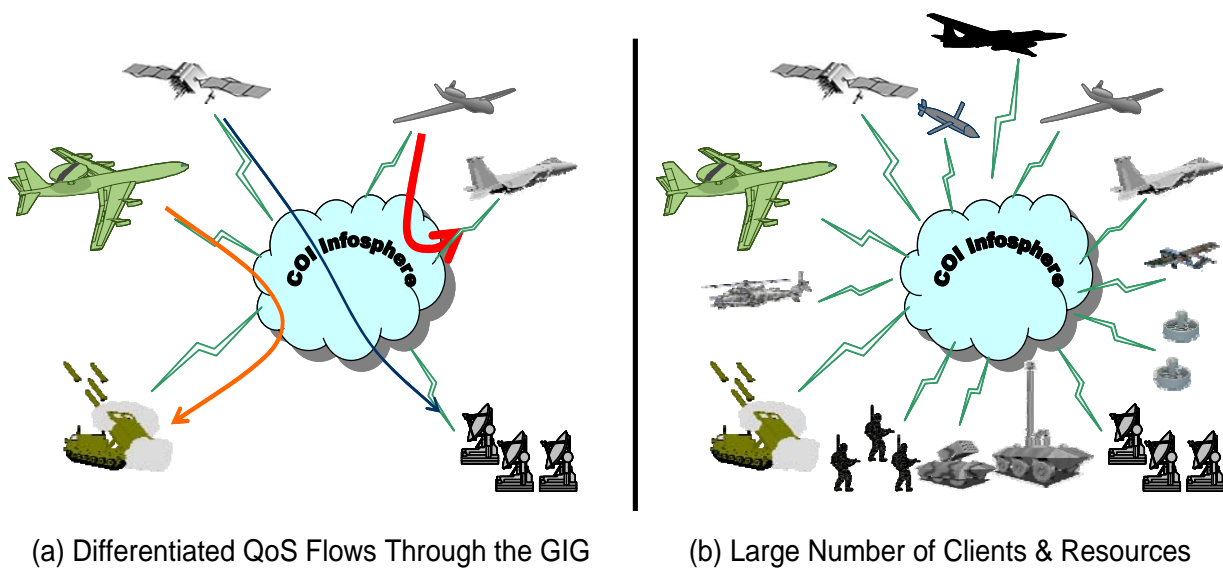 COI Infosphere
COI Infosphere
(a) Differentiated QoS Flows Through the GIG
(b) Large Number of Clients & Resources